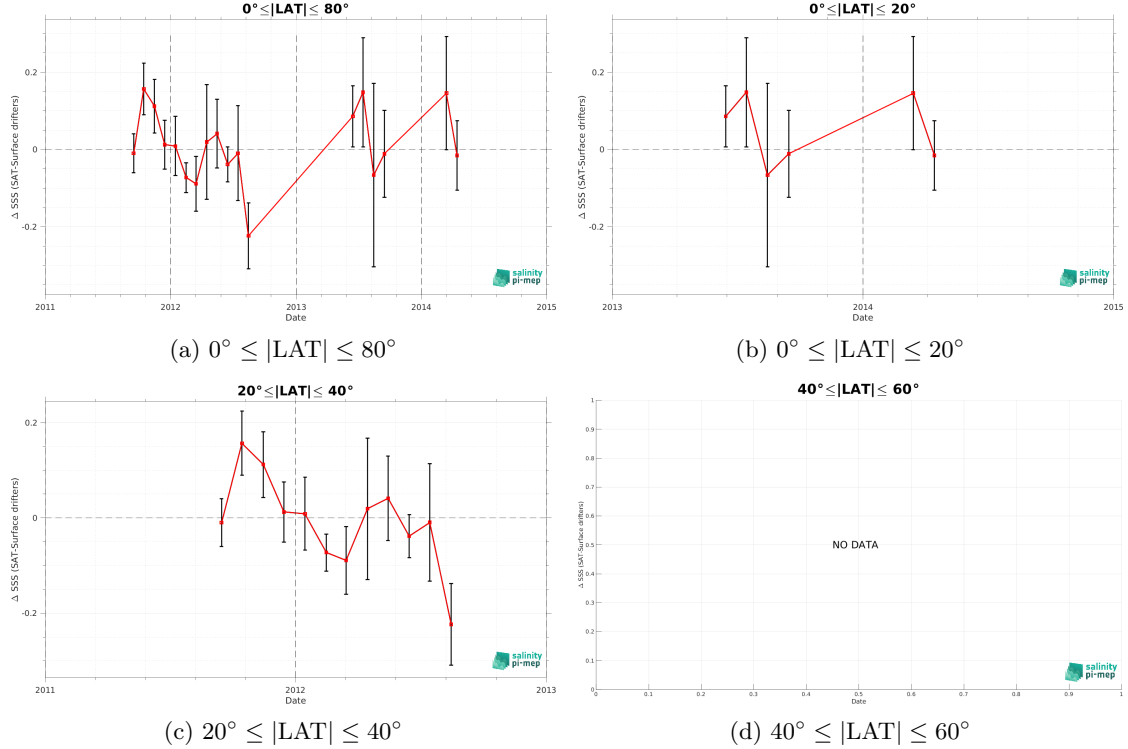 0°≤|LAT|≤ 80°
0.2
0
-0.2
Δ SSS (SAT-Surface drifters)
2011
2012
2013
2014
2015
Date
salinity
pi-mep
(a) 0° ≤ |LAT| ≤ 80°
0°≤|LAT|≤ 20°
0.2
0
-0.2
Δ SSS (SAT-Surface drifters)
2013
2014
2015
Date
salinity
pi-mep
(b) 0° ≤ |LAT| ≤ 20°
20°≤|LAT|≤ 40°
0.2
0
-0.2
Δ SSS (SAT-Surface drifters)
2011
2012
2013
Date
salinity
pi-mep
(c) 20° ≤ |LAT| ≤ 40°
40°≤|LAT|≤ 60°
1
0.9
0.8
0.7
0.6
0.5
0.4
0.3
0.2
0.1
0
Δ SSS (SAT-Surface drifters)
NO DATA
0
0.1
0.2
0.3
0.4
0.5
0.6
0.7
0.8
0.9
1
Date
salinity
pi-mep
(d) 40° ≤ |LAT| ≤ 60°